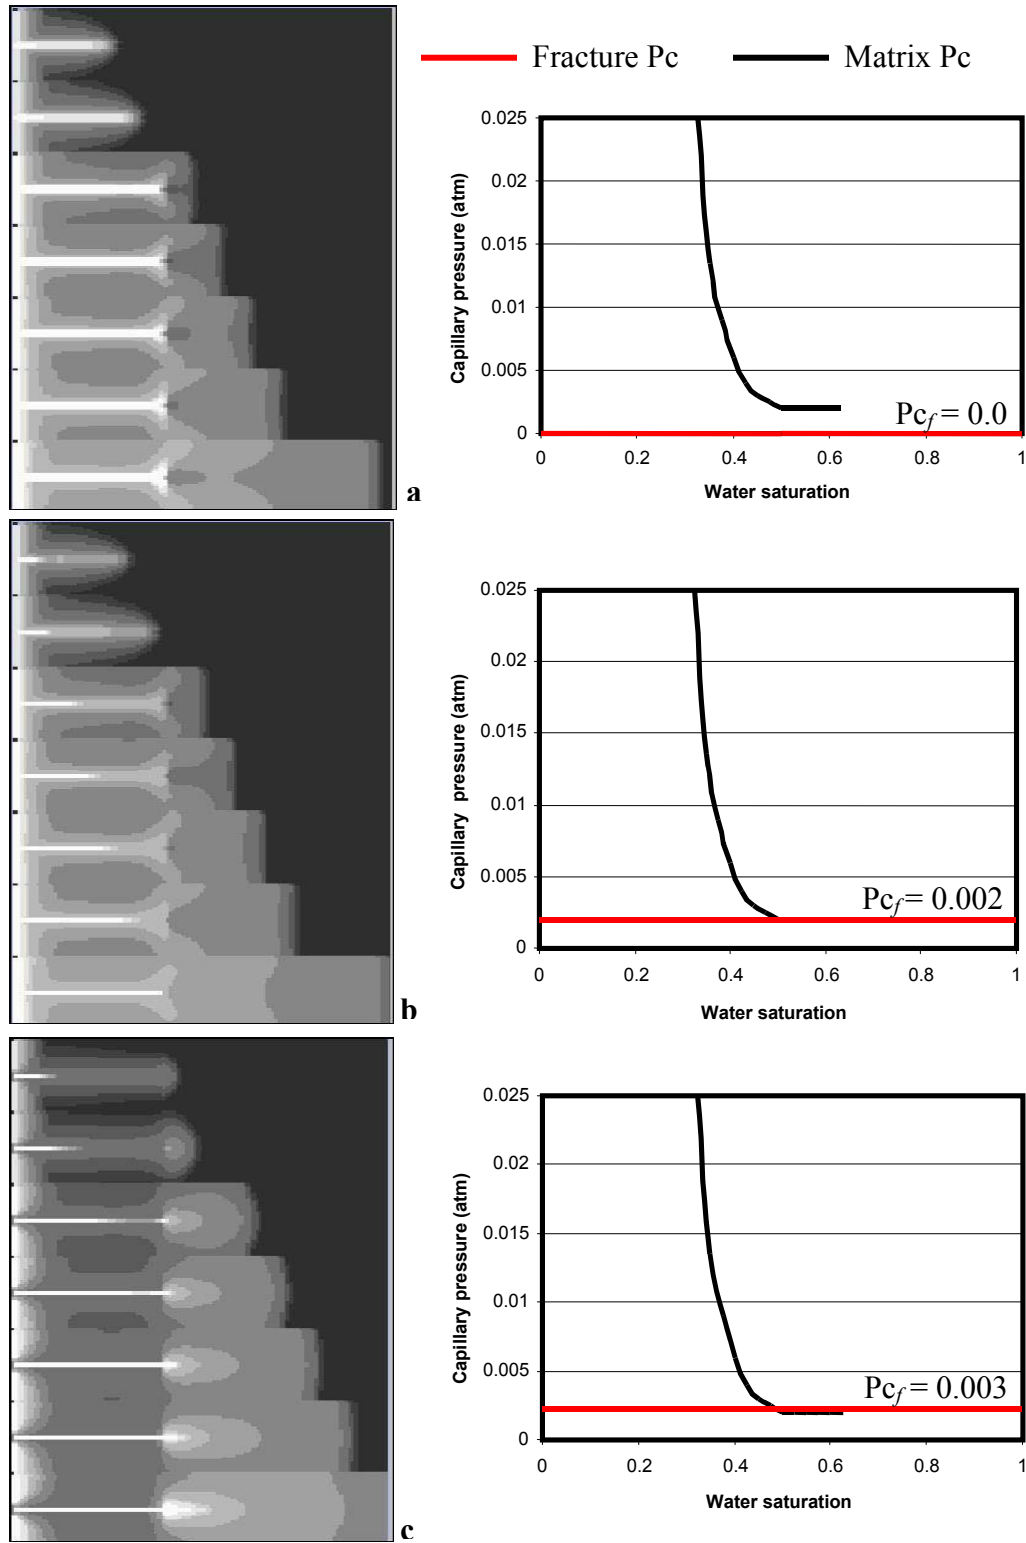 Fracture Pc
Matrix Pc
0.025
0.02
0.015
0.01
0.005
0
Capillary pressure (atm)
Pcf = 0.0
0 0.2 0.4 0.6 0.8 1
Water saturation
a
0.025
0.02
0.015
0.01
0.005
0
Capillary pressure (atm)
Pcf = 0.002
0 0.2 0.4 0.6 0.8 1
Water saturation
b
0.025
0.02
0.015
0.01
0.005
0
Capillary pressure (atm)
Pcf = 0.003
0 0.2 0.4 0.6 0.8 1
Water saturation
c